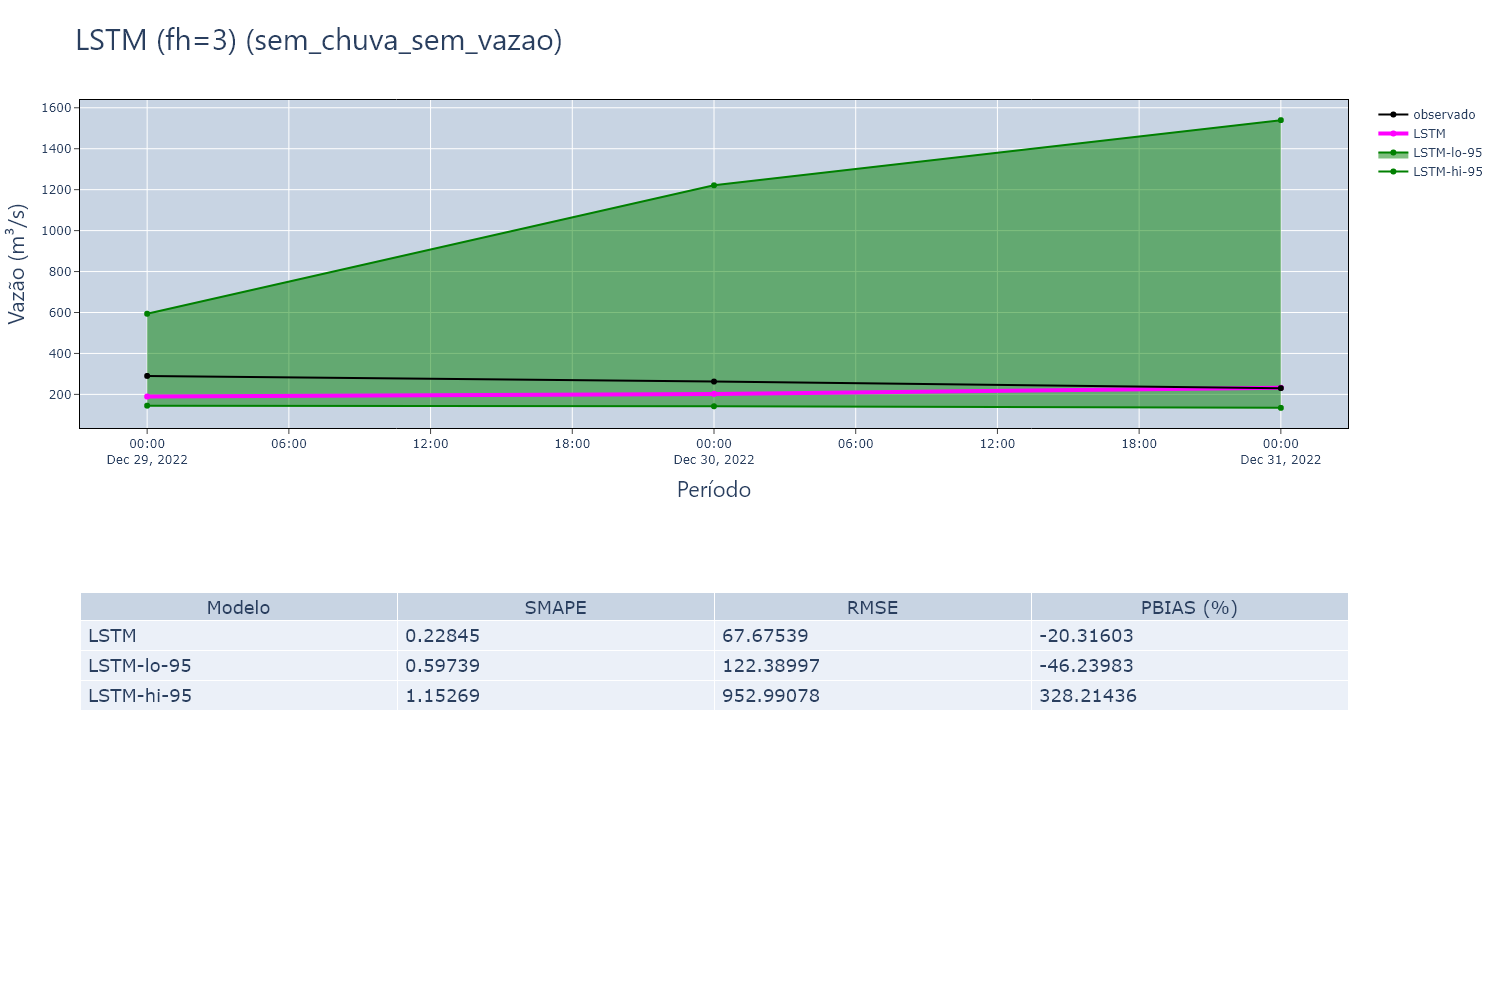 LSTM (fh=3) (sem_chuva_sem_vazao)
1600
1400
1200
1000
800
600
400
200
Vazão (m³/s)
00:00 06:00 12:00 18:00 00:00 06:00 12:00 18:00 00:00
Dec 29, 2022 Dec 30, 2022 Dec 31, 2022
Período
observado
LSTM
LSTM-lo-95
LSTM-hi-95
Modelo SMAPE RMSE PBIAS (%)
LSTM 0.22845 67.67539 -20.31603
LSTM-lo-95 0.59739 122.38997 -46.23983
LSTM-hi-95 1.15269 952.99078 328.21436